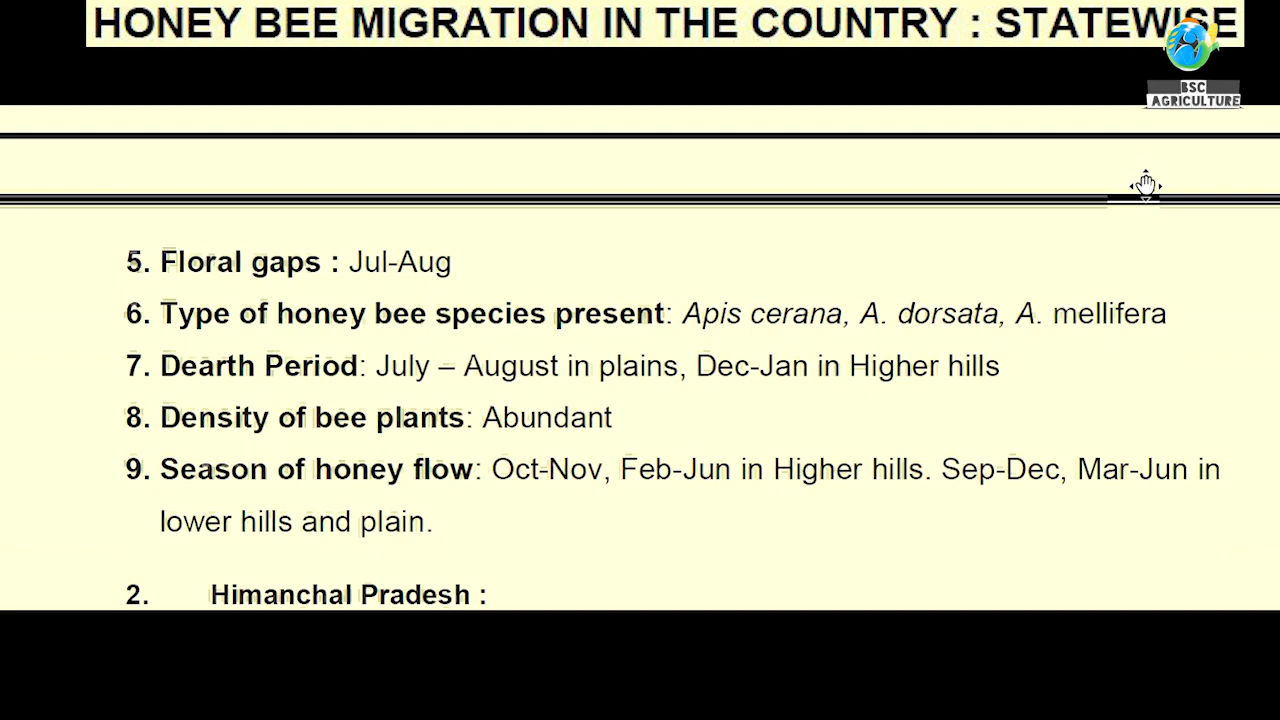 HONEY BEE MIGRATION IN THE COUNTRY : STATEWISE
BSC
AGRICULTURE
5. Floral gaps : Jul-Aug
6. Type of honey bee species present: Apis cerana, A. dorsata, A. mellifera
7. Dearth Period: July – August in plains, Dec-Jan in Higher hills
8. Density of bee plants: Abundant
9. Season of honey flow: Oct-Nov, Feb-Jun in Higher hills. Sep-Dec, Mar-Jun in
lower hills and plain.
2. Himanchal Pradesh :